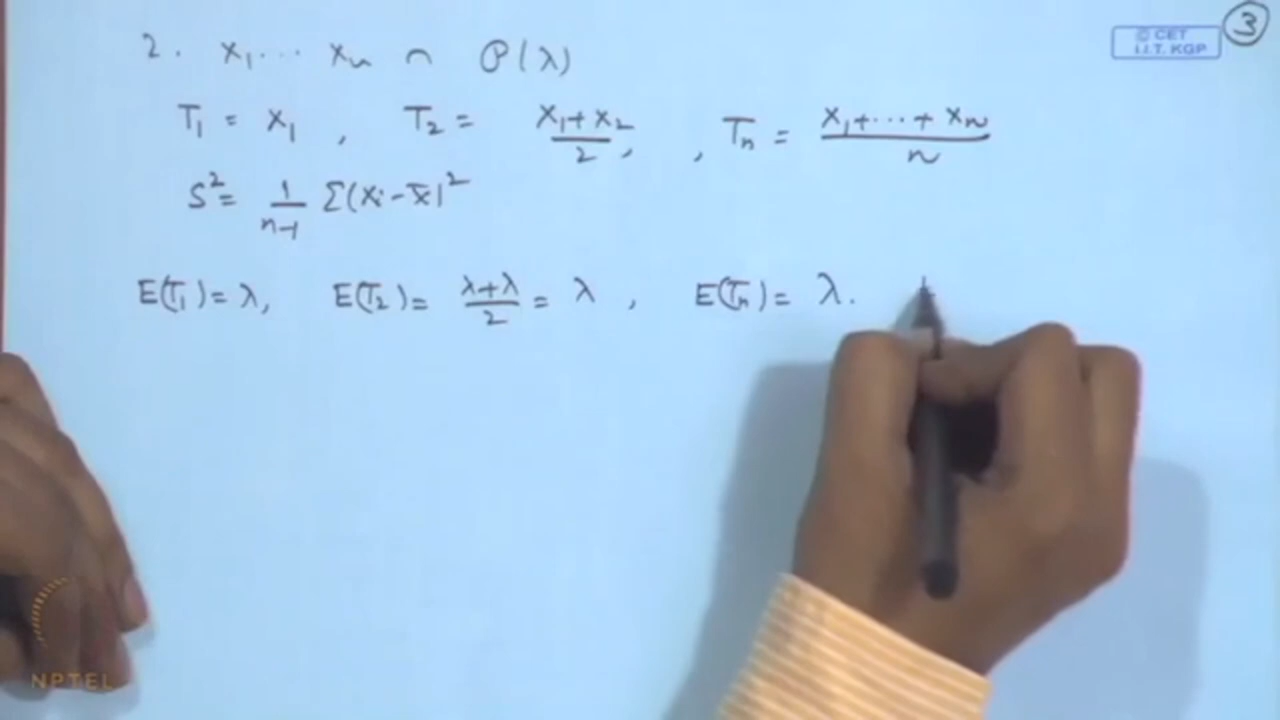 ③
© CET
I.I.T. KGP
2. X₁... Xₙ ∩ P(λ)
T₁ = X₁ , T₂ = (X₁+X₂)/2, , Tₙ = (X₁+...+Xₙ)/n
S² = 1/(n-1) Σ(Xi-X̄)²
E(T₁) = λ, E(T₂) = (λ+λ)/2 = λ , E(Tₙ) = λ.
NPTEL